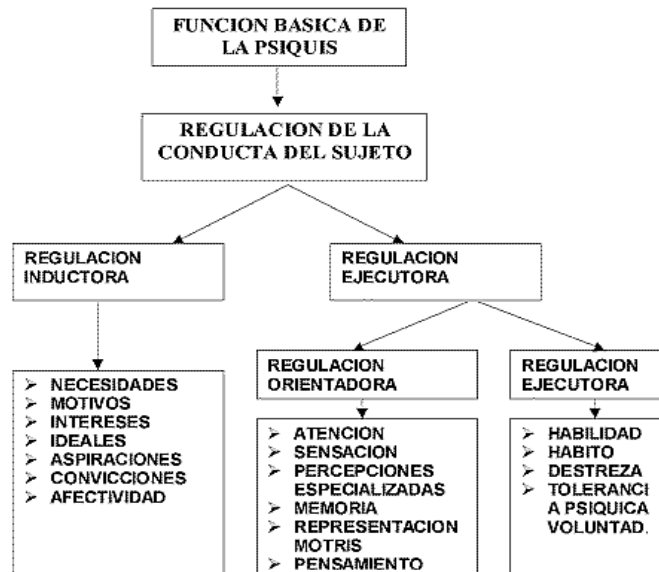 FUNCION BASICA DE
LA PSIQUIS
REGULACION DE LA
CONDUCTA DEL SUJETO
REGULACION
INDUCTORA
REGULACION
EJECUTORA
NECESIDADES
MOTIVOS
INTERESES
IDEALES
ASPIRACIONES
CONVICCIONES
AFECTIVIDAD
REGULACION
ORIENTADORA
ATENCION
SENSACION
PERCEPCIONES
ESPECIALIZADAS
MEMORIA
REPRESENTACION
MOTRIS
PENSAMIENTO
REGULACION
EJECUTORA
HABILIDAD
HABITO
DESTREZA
TOLERANCI
A PSIQUICA
VOLUNTAD.